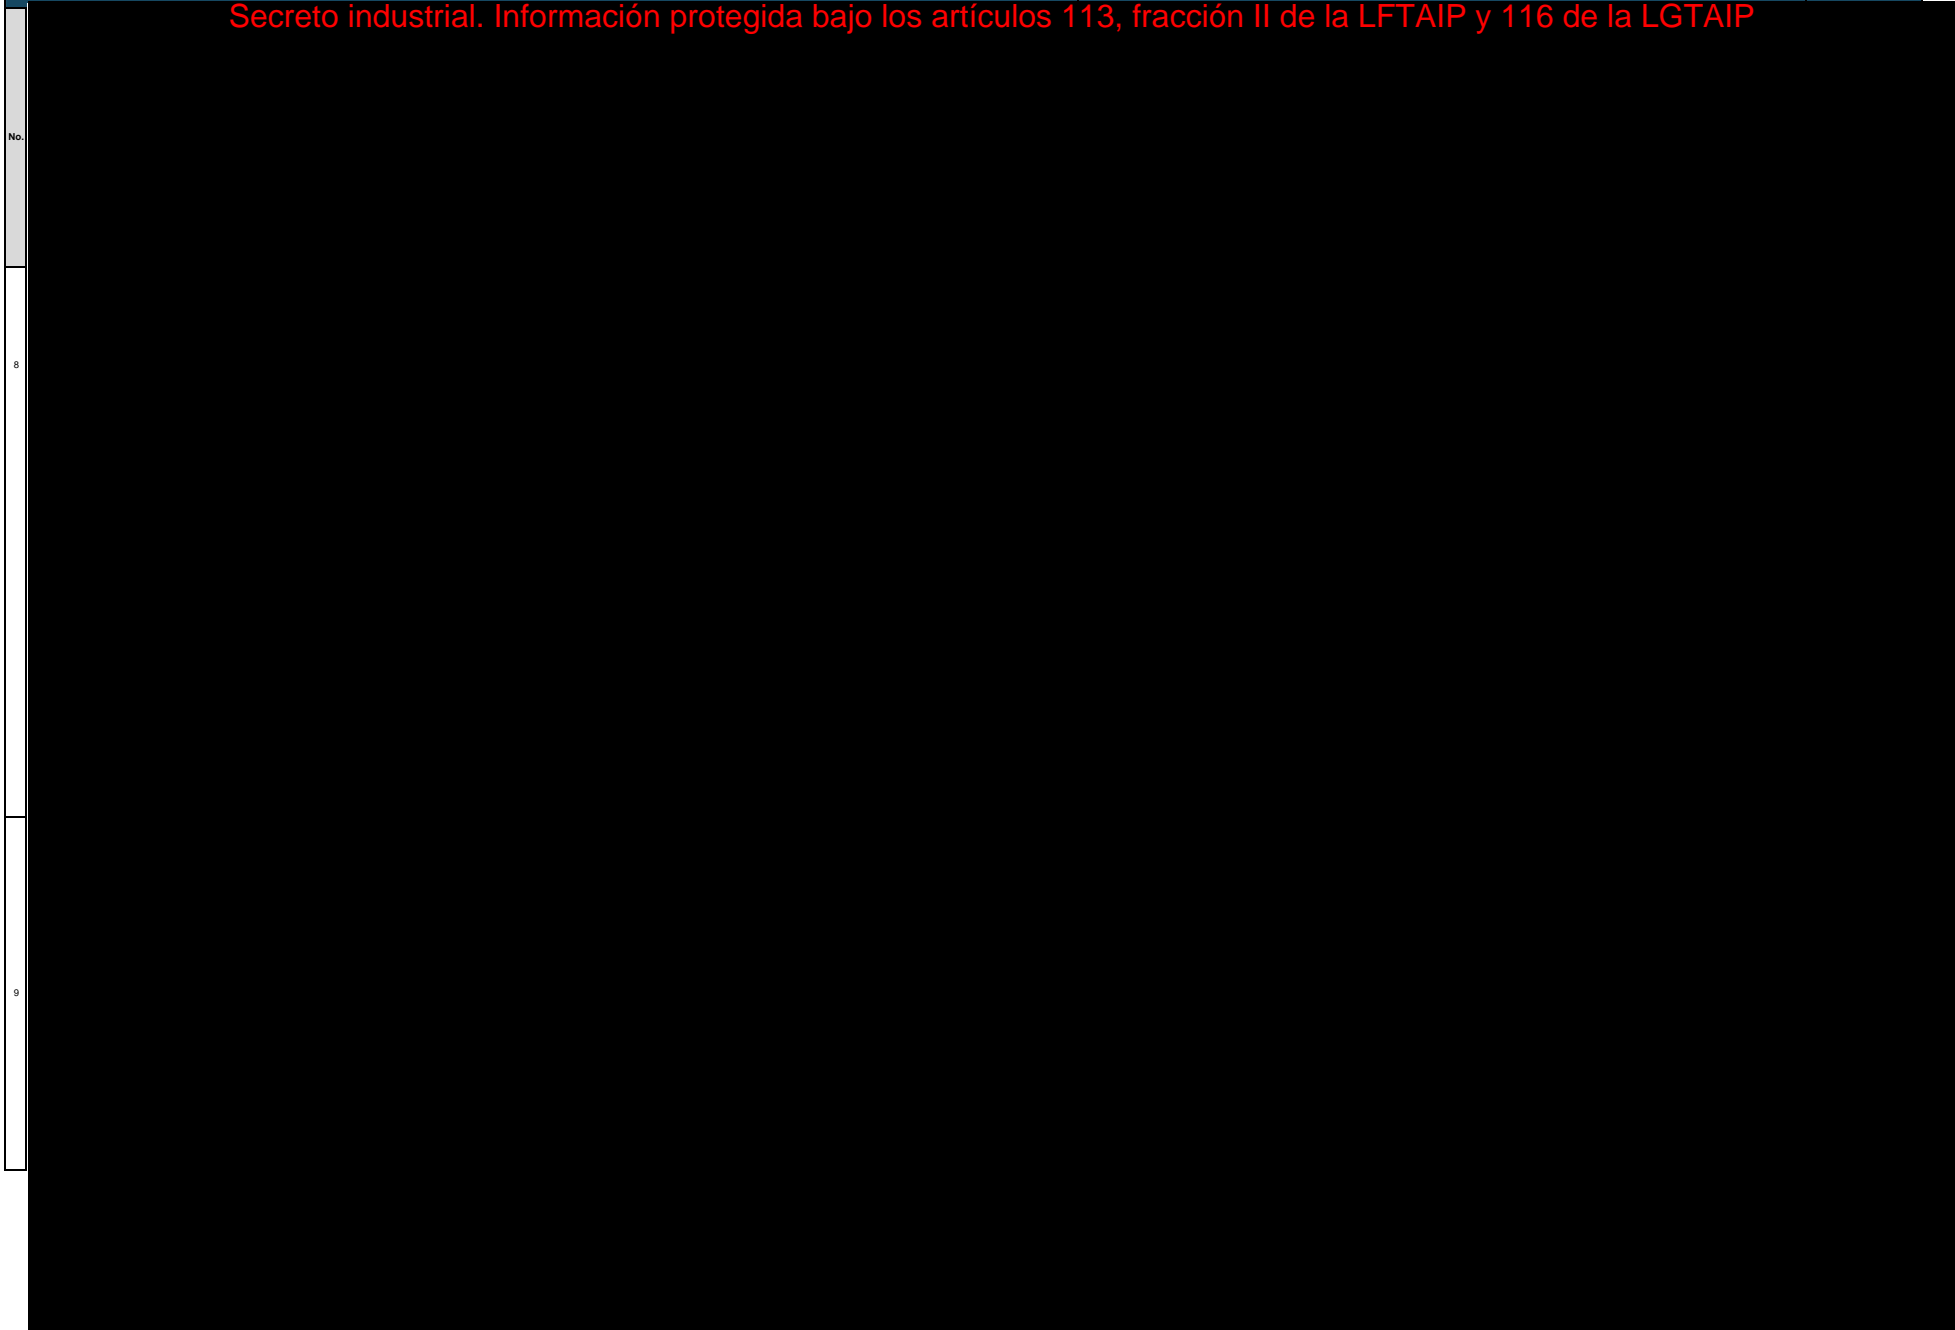 Secreto industrial. Información protegida bajo los artículos 113, fracción II de la LFTAIP y 116 de la LGTAIP
No.
8
9